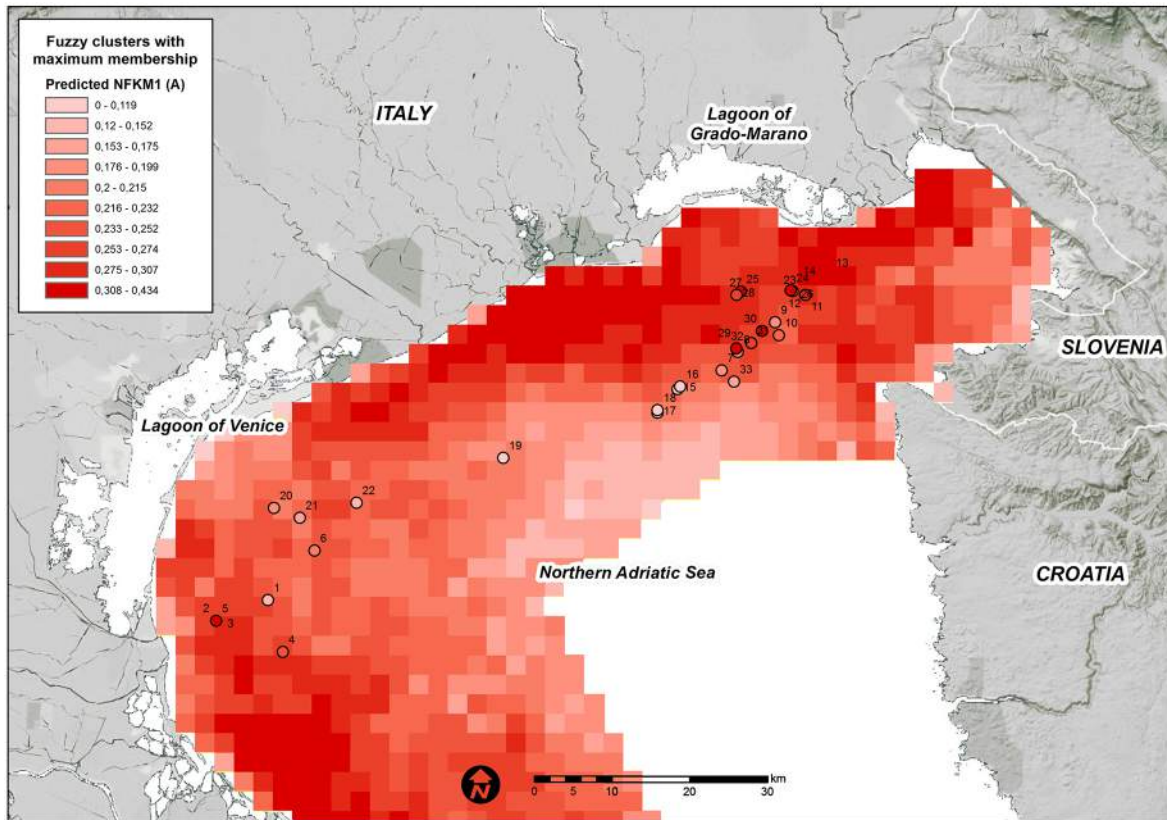 Fuzzy clusters with
maximum membership
Predicted NFKM1 (A)
0 - 0,119
0,12 - 0,152
0,153 - 0,175
0,176 - 0,199
0,2 - 0,215
0,216 - 0,232
0,233 - 0,252
0,253 - 0,274
0,275 - 0,307
0,308 - 0,434
ITALY
Lagoon of
Grado-Marano
14
13
27
25
23
24
28
12
11
9
30
10
29
32
8
7
SLOVENIA
33
16
15
18
17
Lagoon of Venice
19
20
21
22
6
Northern Adriatic Sea
CROATIA
1
2
5
3
4
N
km
0
5
10
20
30